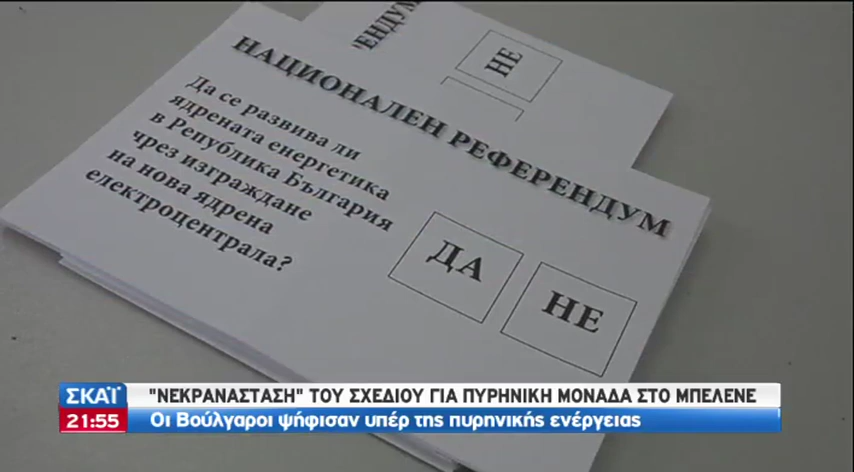 'ЕНДУМ
НЕ
НАЦИОНАЛЕН РЕФЕРЕНДУМ
Да се развива ли
ядрената енергетика
в Република България
чрез изграждане
на нова ядрена
електроцентрала?
ДА
НЕ
ΣΚΑΪ
"ΝΕΚΡΑΝΑΣΤΑΣΗ" ΤΟΥ ΣΧΕΔΙΟΥ ΓΙΑ ΠΥΡΗΝΙΚΗ ΜΟΝΑΔΑ ΣΤΟ ΜΠΕΛΕΝΕ
21:55
Οι Βούλγαροι ψήφισαν υπέρ της πυρηνικής ενέργειας